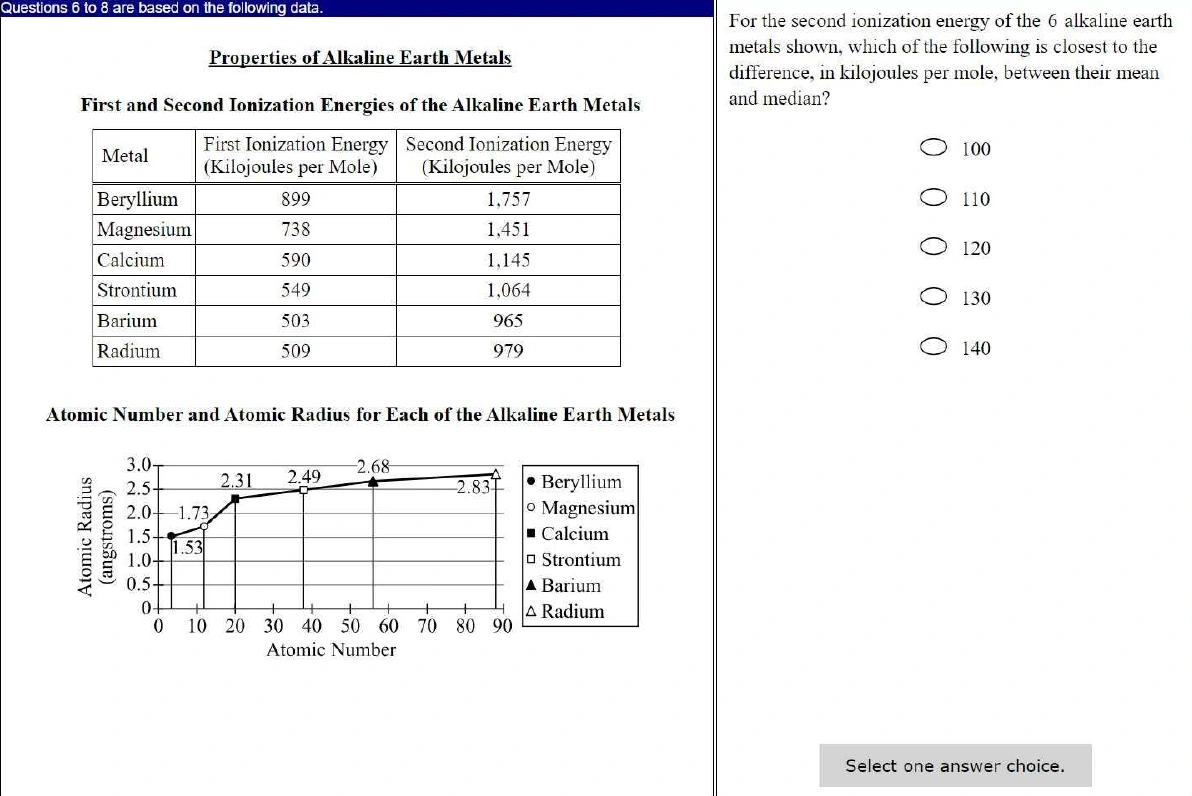 Questions 6 to 8 are based on the following data.
Properties of Alkaline Earth Metals
First and Second Ionization Energies of the Alkaline Earth Metals
Metal First Ionization Energy (Kilojoules per Mole) Second Ionization Energy (Kilojoules per Mole)
Beryllium 899 1,757
Magnesium 738 1,451
Calcium 590 1,145
Strontium 549 1,064
Barium 503 965
Radium 509 979
Atomic Number and Atomic Radius for Each of the Alkaline Earth Metals
Atomic Radius
(angstroms)
3.0
2.5
2.0
1.5
1.0
0.5
0
1.53
1.73
2.31
2.49
2.68
2.83
0 10 20 30 40 50 60 70 80 90
Atomic Number
Beryllium
Magnesium
Calcium
Strontium
Barium
Radium
For the second ionization energy of the 6 alkaline earth
metals shown, which of the following is closest to the
difference, in kilojoules per mole, between their mean
and median?
100
110
120
130
140
Select one answer choice.